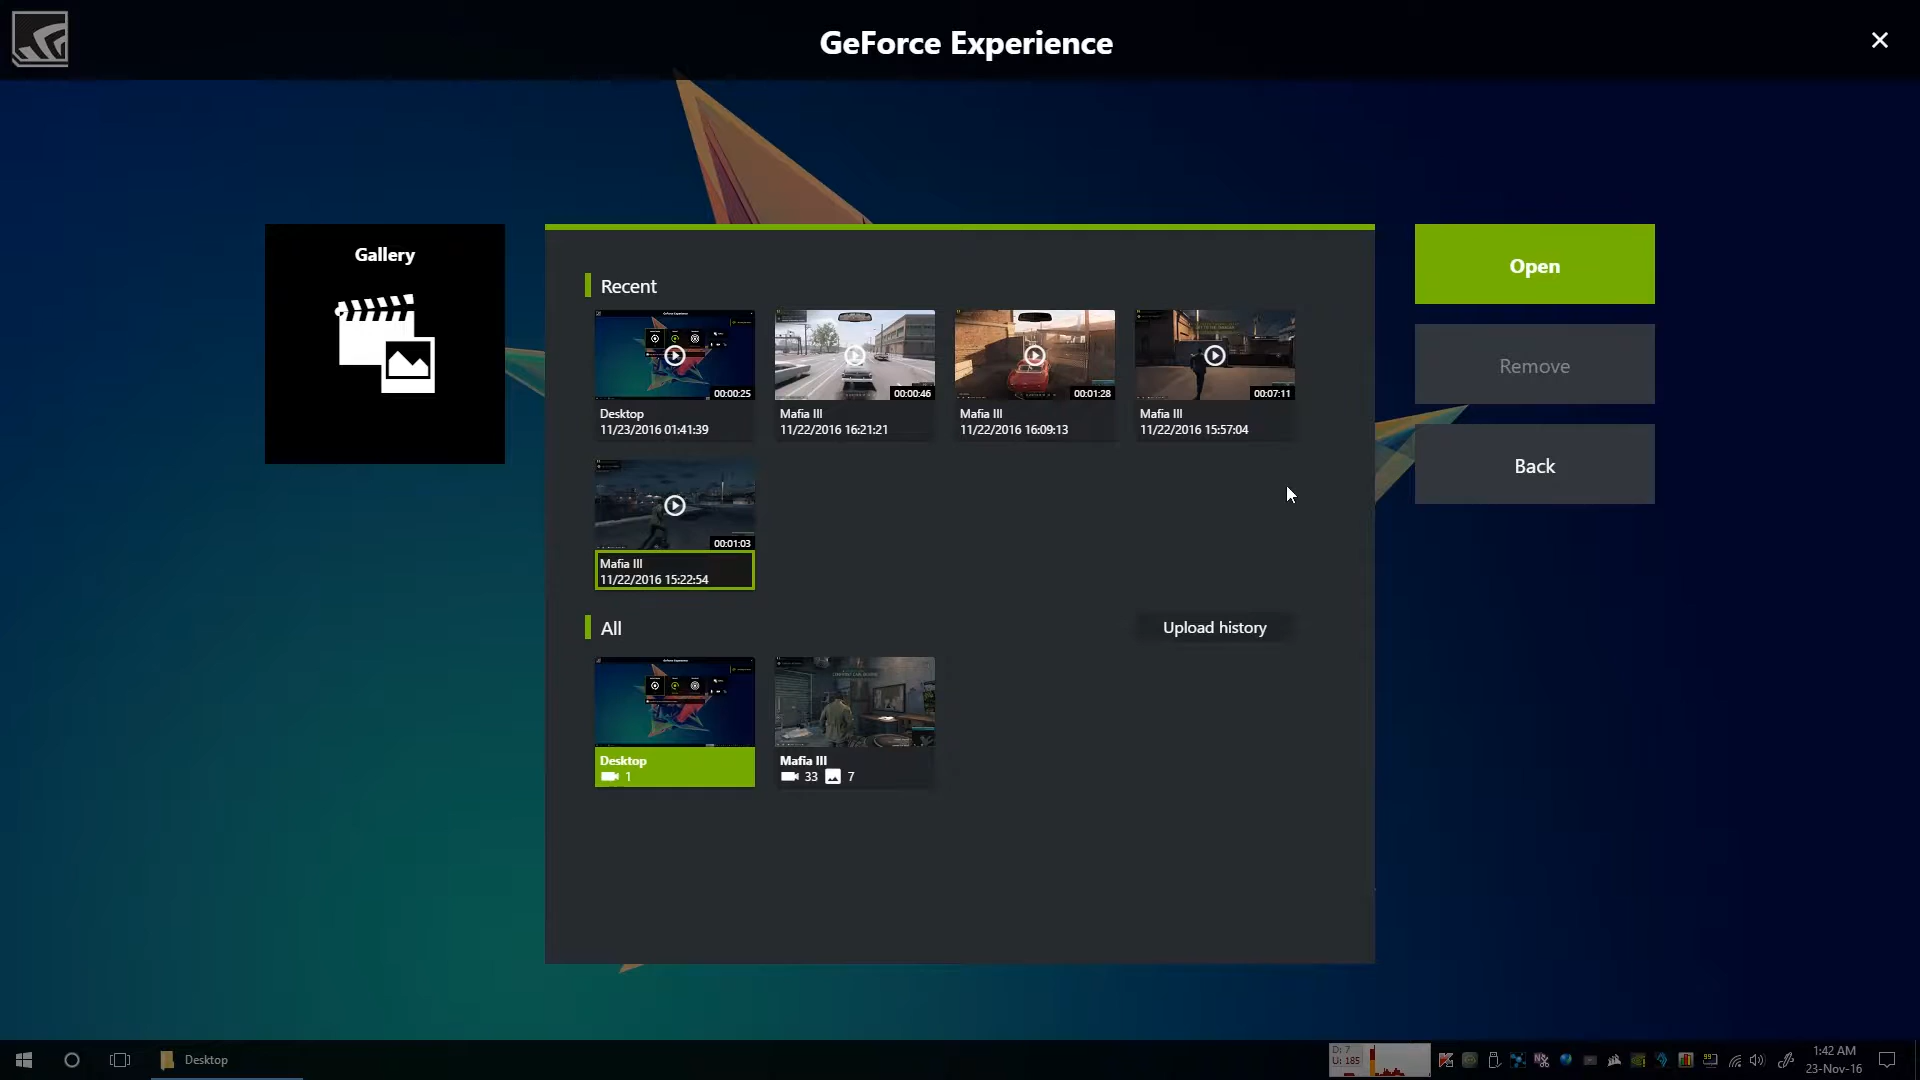 GeForce Experience
Gallery
Recent
00:00:25
00:00:46
00:01:28
00:07:11
Desktop
11/23/2016 01:41:39
Mafia III
11/22/2016 16:21:21
Mafia III
11/22/2016 16:09:13
Mafia III
11/22/2016 15:57:04
00:01:03
Mafia III
11/22/2016 15:22:54
All
Upload history
Desktop
1
Mafia III
33 7
Open
Remove
Back
Desktop
D: 7
U: 185
99
1:42 AM
23-Nov-16